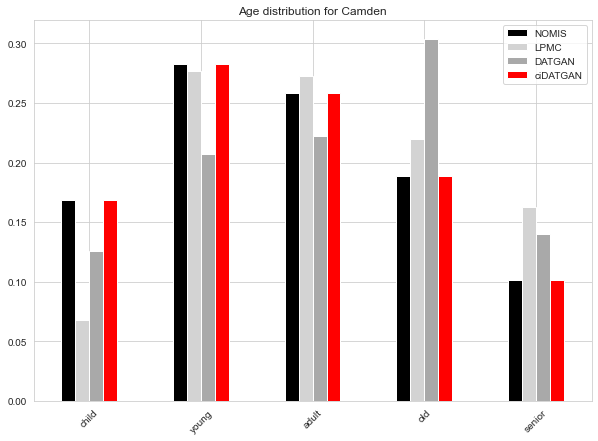 Age distribution for Camden
NOMIS
LPMC
DATGAN
ciDATGAN
0.30
0.25
0.20
0.15
0.10
0.05
0.00
child
young
adult
old
senior